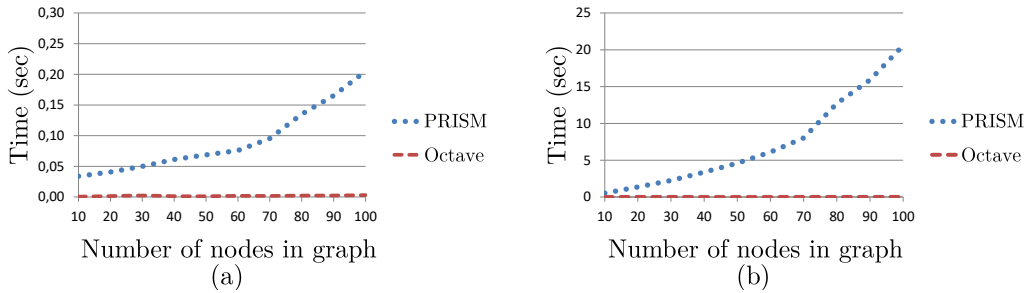 0,30
0,25
0,20
0,15
0,10
0,05
0,00
Time (sec)
10 20 30 40 50 60 70 80 90 100
Number of nodes in graph
PRISM
Octave
(a)
25
20
15
10
5
0
Time (sec)
10 20 30 40 50 60 70 80 90 100
Number of nodes in graph
PRISM
Octave
(b)